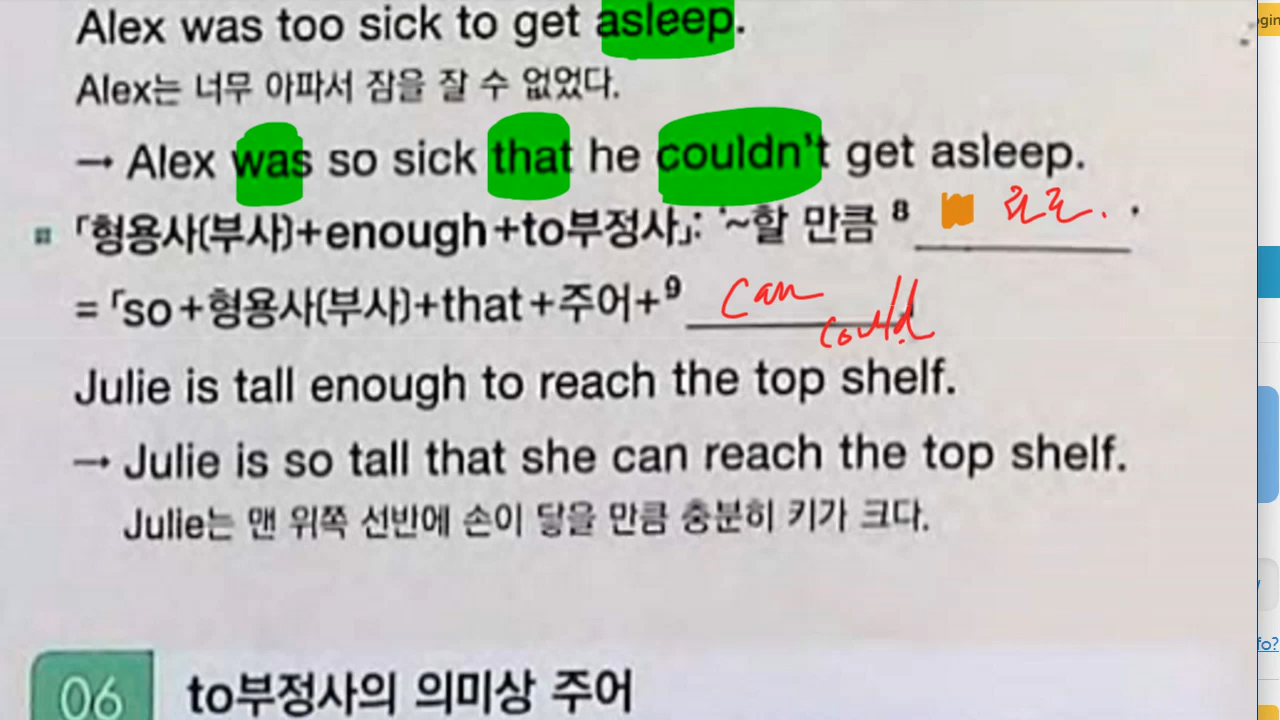 Alex was too sick to get asleep.
Alex는 너무 아파서 잠을 잘 수 없었다.
→ Alex was so sick that he couldn't get asleep.
「형용사(부사)+enough+to부정사」: '~할 만큼 8 .'
= 「so+형용사(부사)+that+주어+9 can
could
Julie is tall enough to reach the top shelf.
→ Julie is so tall that she can reach the top shelf.
Julie는 맨 위쪽 선반에 손이 닿을 만큼 충분히 키가 크다.
06 to부정사의 의미상 주어
gin
fo?